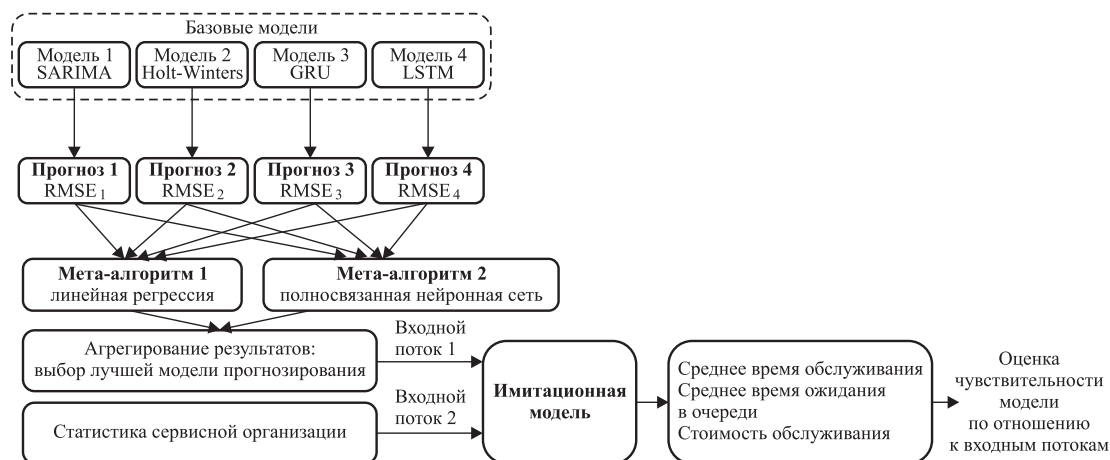 Базовые модели
Модель 1
SARIMA
Модель 2
Holt-Winters
Модель 3
GRU
Модель 4
LSTM
Прогноз 1
RMSE1
Прогноз 2
RMSE2
Прогноз 3
RMSE3
Прогноз 4
RMSE4
Мета-алгоритм 1
линейная регрессия
Мета-алгоритм 2
полносвязанная нейронная сеть
Агрегирование результатов:
выбор лучшей модели прогнозирования
Входной
поток 1
Статистика сервисной организации
Входной
поток 2
Имитационная
модель
Среднее время обслуживания
Среднее время ожидания
в очереди
Стоимость обслуживания
Оценка
чувствительности
модели
по отношению
к входным потокам